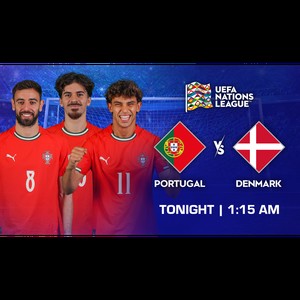 UEFA
NATIONS
LEAGUE
8
11
VS
PORTUGAL
DENMARK
TONIGHT | 1:15 AM